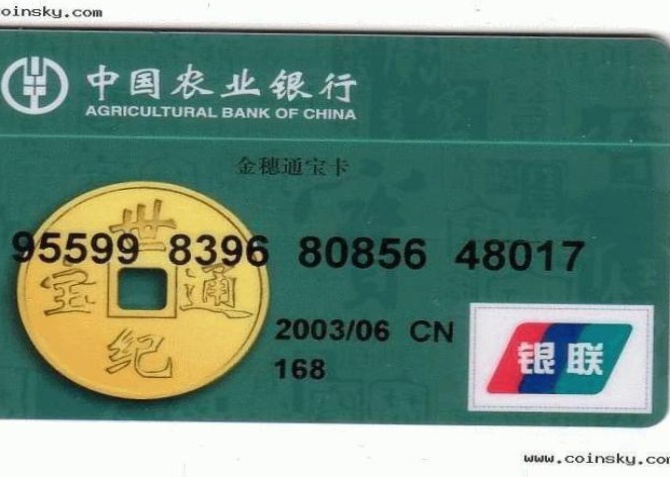 coinsky.com
中国农业银行
AGRICULTURAL BANK OF CHINA
金穗通宝卡
世
宝 通
纪
95599 8396 80856 48017
2003/06 CN
168
银联
www.coinsky.com